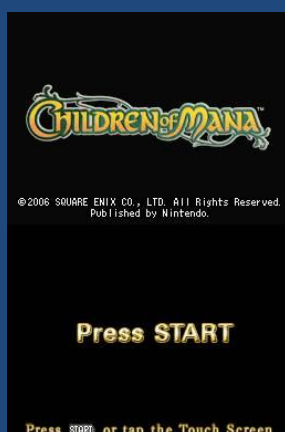 CHILDREN of MANA™
©2006 SQUARE ENIX CO., LTD. All Rights Reserved.
Published by Nintendo.
Press START
Press START or tap the Touch Screen